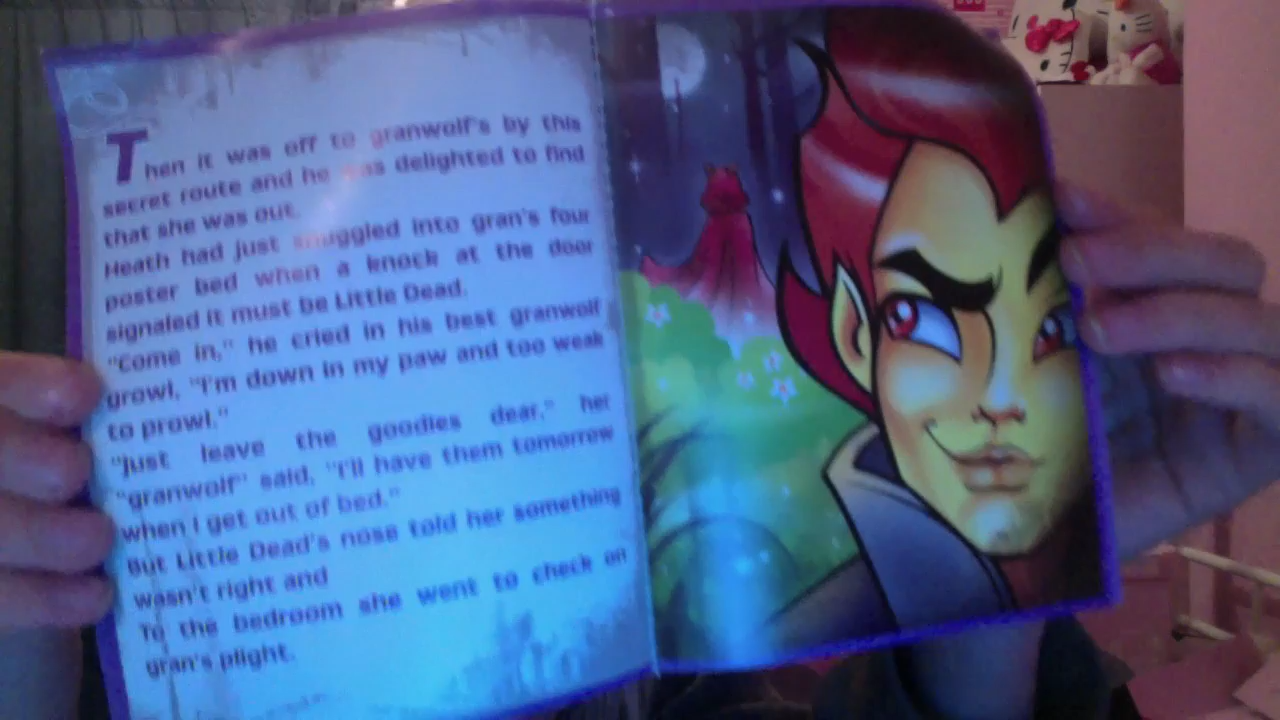 Then it was off to granwolf's by this
secret route and he was delighted to find
that she was out.
Heath had just snuggled into gran's four
poster bed when a knock at the door
signaled it must be Little Dead.
"Come in," he cried in his best granwolf
growl, "I'm down in my paw and too weak
to prowl."
"Just leave the goodies dear," her
"granwolf" said, "I'll have them tomorrow
when I get out of bed."
But Little Dead's nose told her something
wasn't right and
To the bedroom she went to check on
gran's plight.